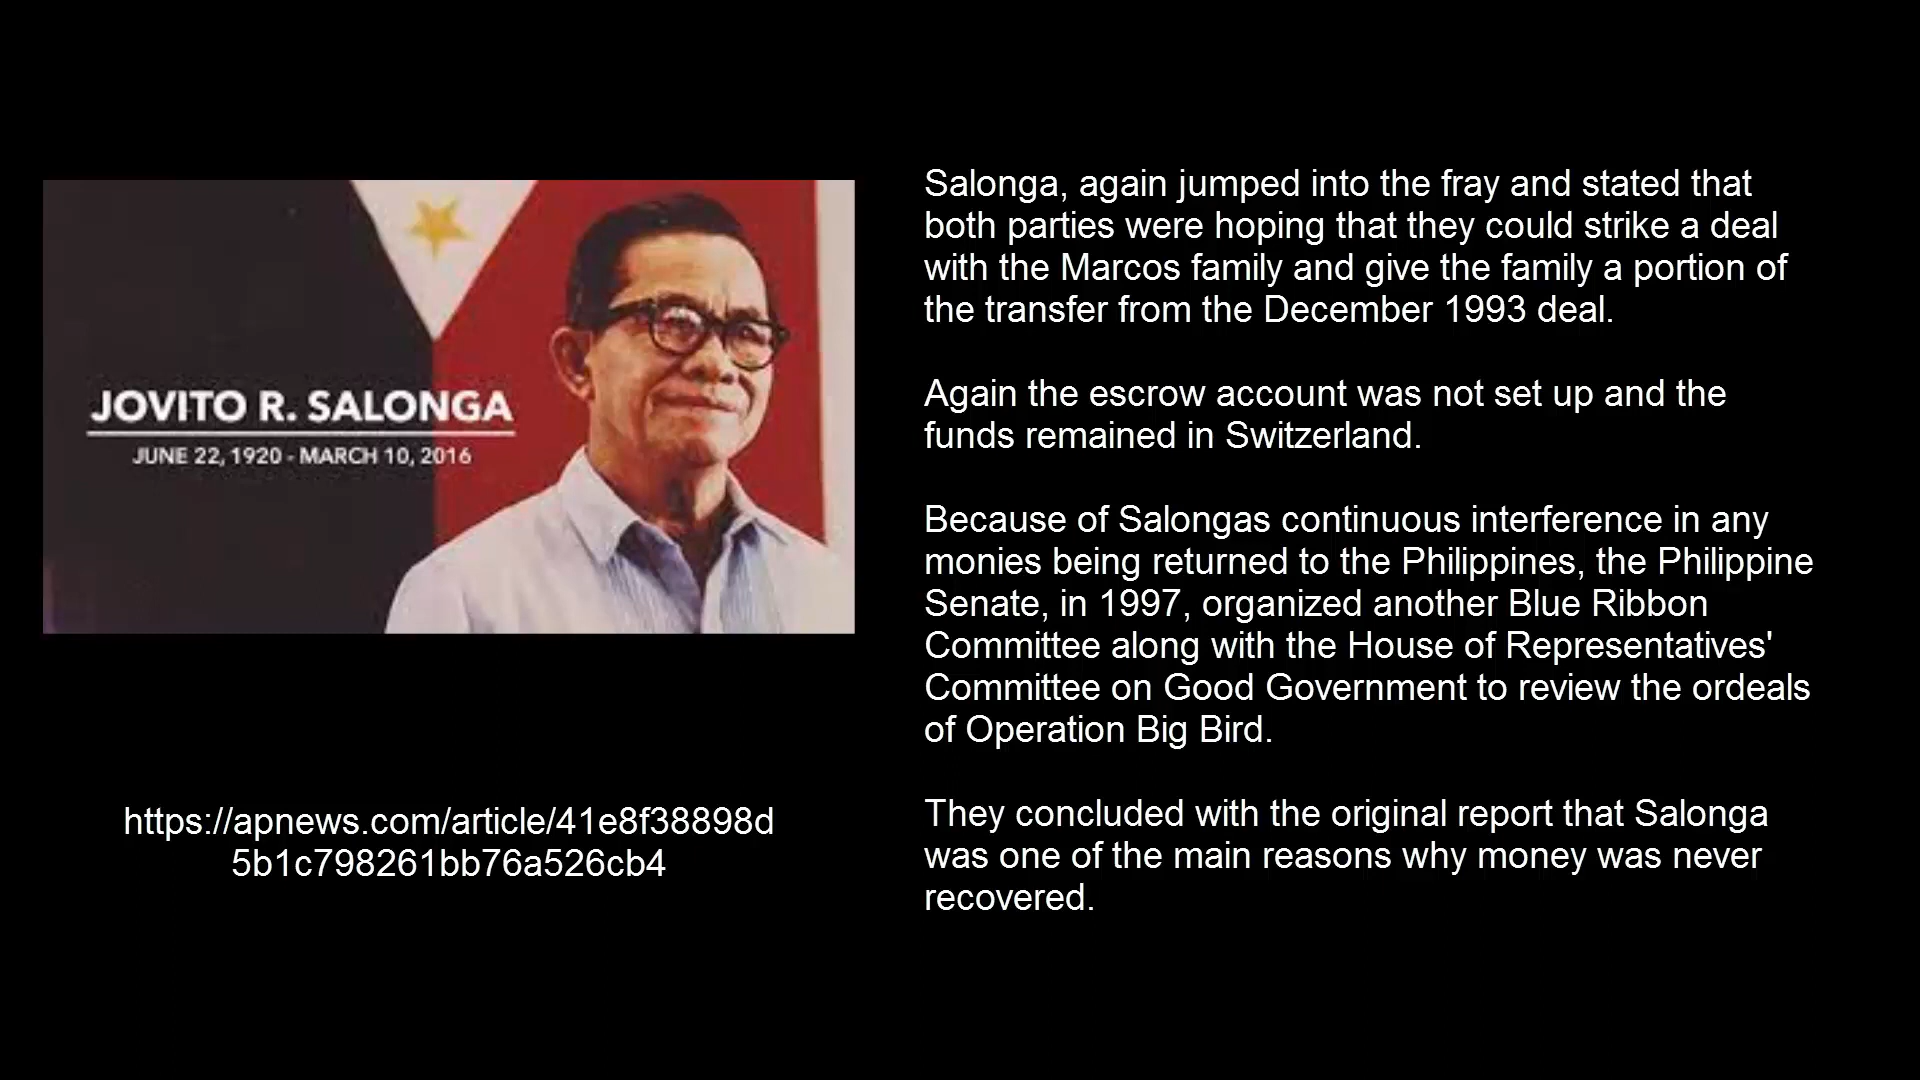 JOVITO R. SALONGA
JUNE 22, 1920 - MARCH 10, 2016
https://apnews.com/article/41e8f38898d
5b1c798261bb76a526cb4
Salonga, again jumped into the fray and stated that
both parties were hoping that they could strike a deal
with the Marcos family and give the family a portion of
the transfer from the December 1993 deal.
Again the escrow account was not set up and the
funds remained in Switzerland.
Because of Salongas continuous interference in any
monies being returned to the Philippines, the Philippine
Senate, in 1997, organized another Blue Ribbon
Committee along with the House of Representatives'
Committee on Good Government to review the ordeals
of Operation Big Bird.
They concluded with the original report that Salonga
was one of the main reasons why money was never
recovered.